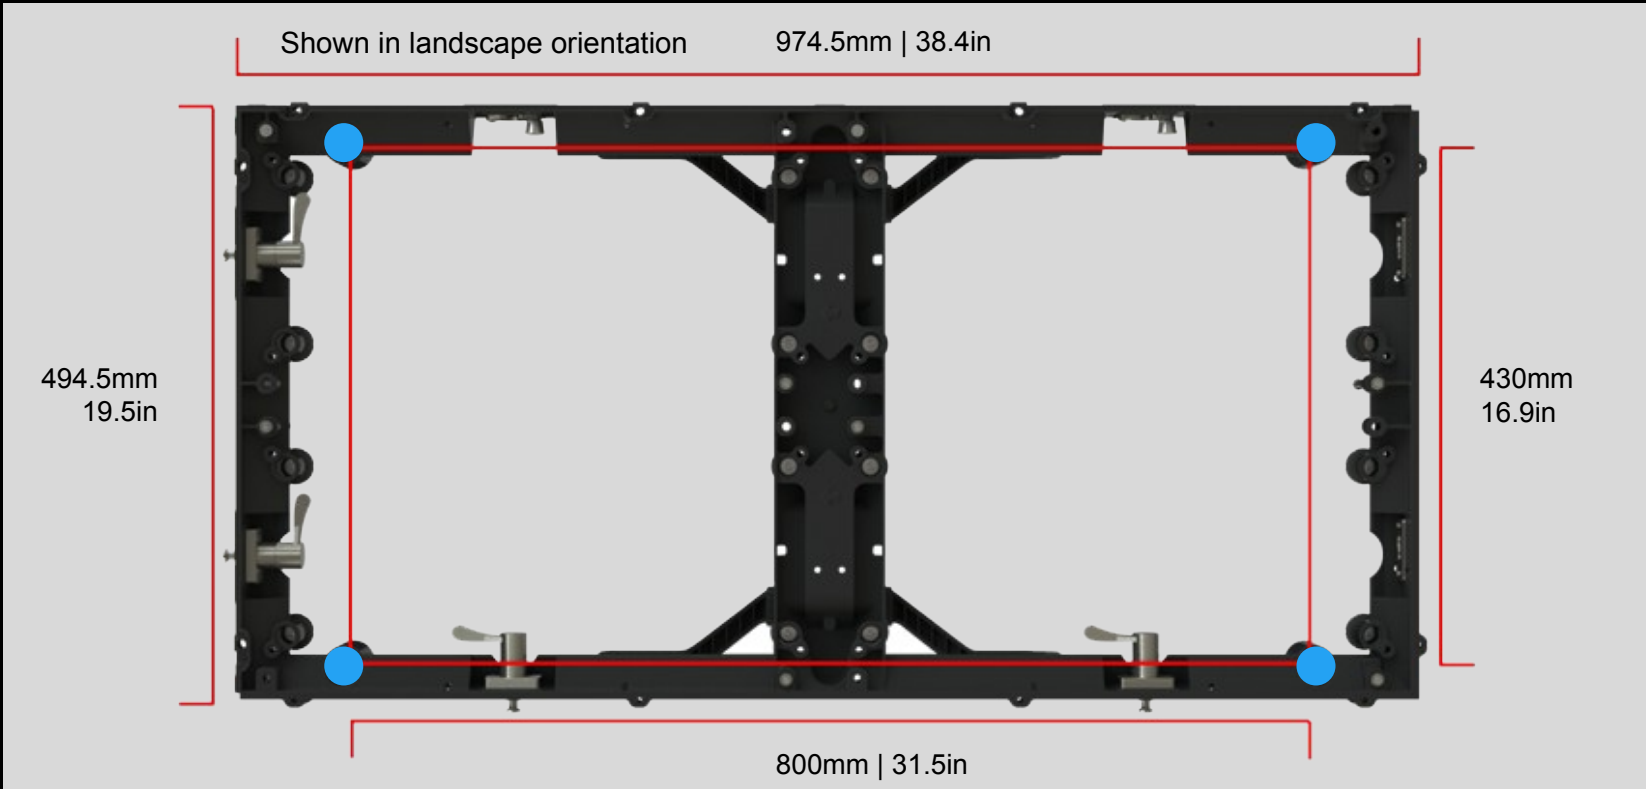 Shown in landscape orientation
974.5mm | 38.4in
494.5mm
19.5in
430mm
16.9in
800mm | 31.5in